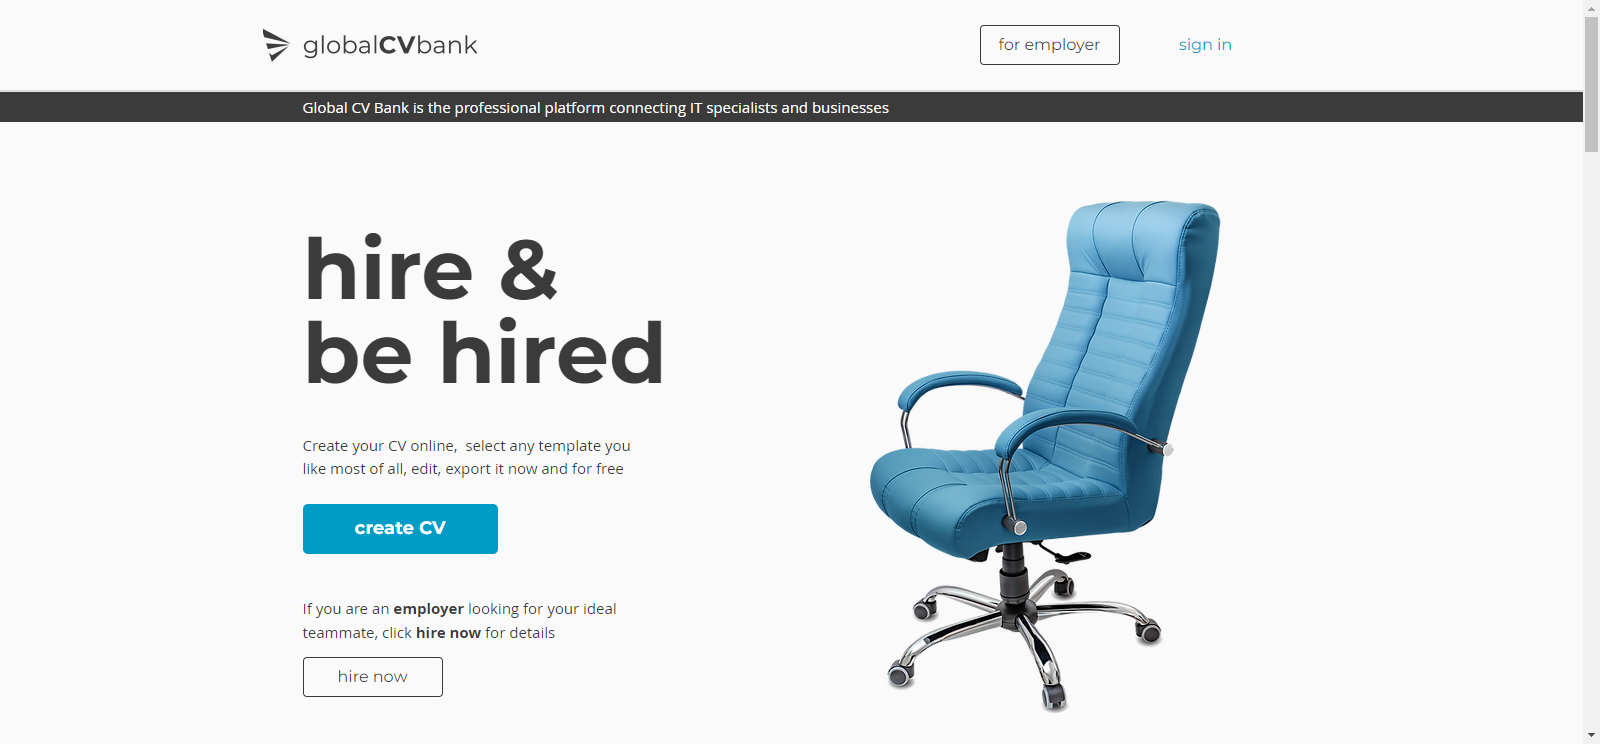 globalCVbank
for employer
sign in
Global CV Bank is the professional platform connecting IT specialists and businesses
hire &
be hired
Create your CV online,  select any template you
like most of all, edit, export it now and for free
create CV
If you are an employer looking for your ideal
teammate, click hire now for details
hire now